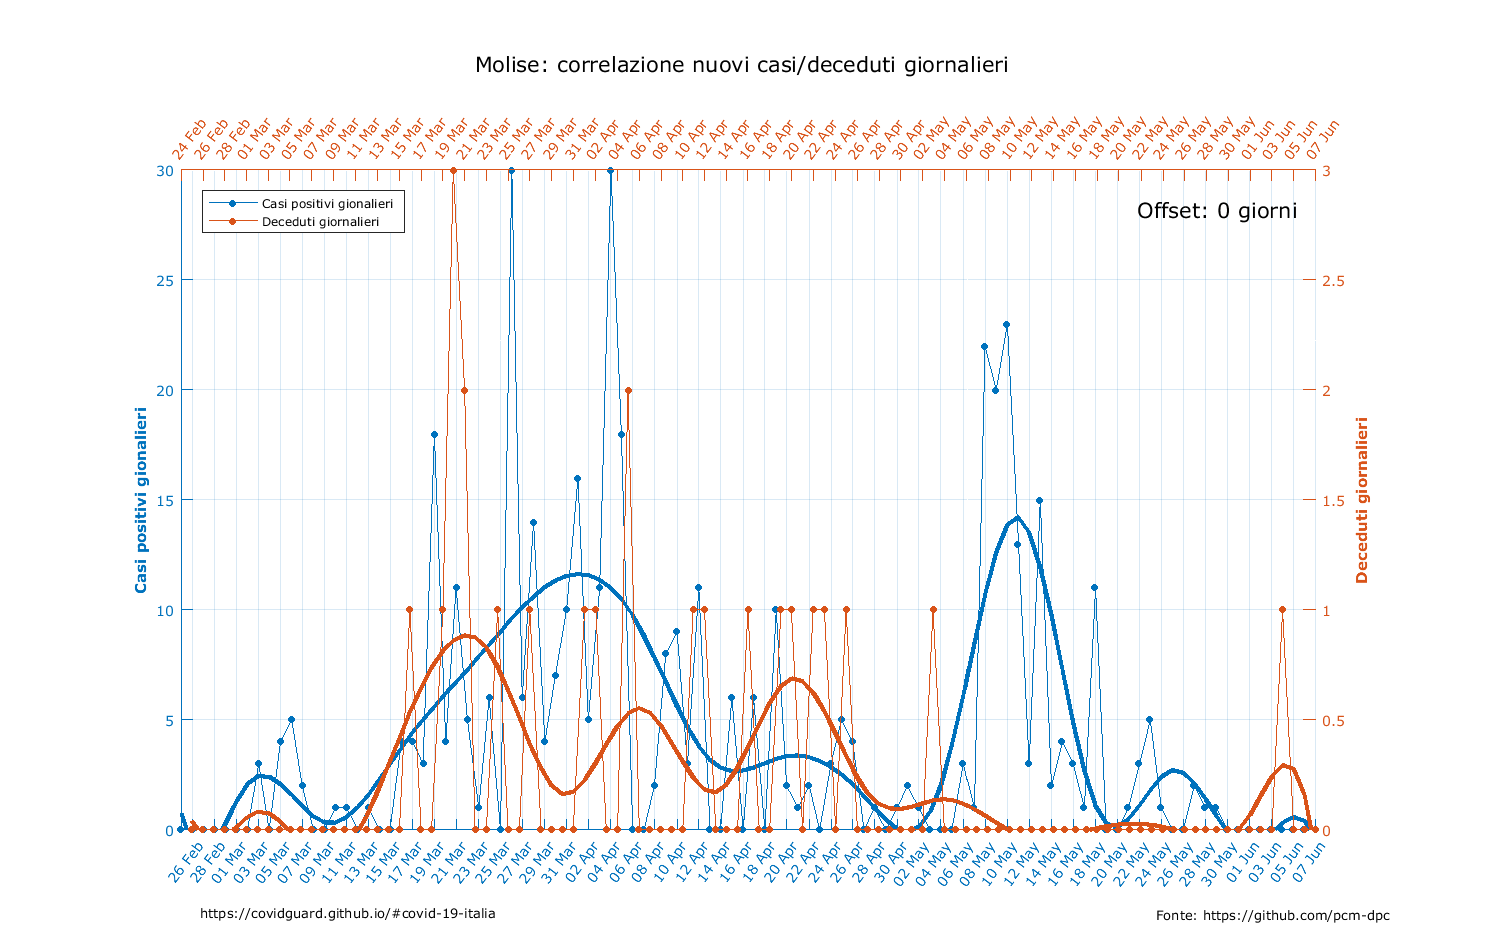 Molise: correlazione nuovi casi/deceduti giornalieri
24 Feb 26 Feb 28 Feb 01 Mar 03 Mar 05 Mar 07 Mar 09 Mar 11 Mar 13 Mar 15 Mar 17 Mar 19 Mar 21 Mar 23 Mar 25 Mar 27 Mar 29 Mar 31 Mar 02 Apr 04 Apr 06 Apr 08 Apr 10 Apr 12 Apr 14 Apr 16 Apr 18 Apr 20 Apr 22 Apr 24 Apr 26 Apr 28 Apr 30 Apr 02 May 04 May 06 May 08 May 10 May 12 May 14 May 16 May 18 May 20 May 22 May 24 May 26 May 28 May 30 May 01 Jun 03 Jun 05 Jun 07 Jun
30 3
Casi positivi gionalieri
Deceduti giornalieri
Offset: 0 giorni
25 2.5
20 2
15 1.5
10 1
5 0.5
0 0
Casi positivi gionalieri
Deceduti giornalieri
26 Feb 28 Feb 01 Mar 03 Mar 05 Mar 07 Mar 09 Mar 11 Mar 13 Mar 15 Mar 17 Mar 19 Mar 21 Mar 23 Mar 25 Mar 27 Mar 29 Mar 31 Mar 02 Apr 04 Apr 06 Apr 08 Apr 10 Apr 12 Apr 14 Apr 16 Apr 18 Apr 20 Apr 22 Apr 24 Apr 26 Apr 28 Apr 30 Apr 02 May 04 May 06 May 08 May 10 May 12 May 14 May 16 May 18 May 20 May 22 May 24 May 26 May 28 May 30 May 01 Jun 03 Jun 05 Jun 07 Jun
https://covidguard.github.io/#covid-19-italia
Fonte: https://github.com/pcm-dpc